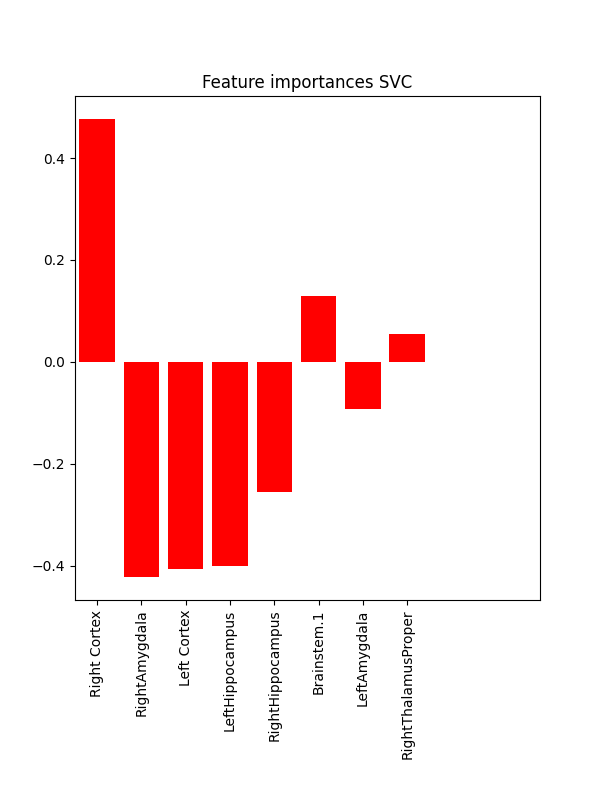 Feature importances SVC
0.4
0.2
0.0
−0.2
−0.4
Right Cortex
RightAmygdala
Left Cortex
LeftHippocampus
RightHippocampus
Brainstem.1
LeftAmygdala
RightThalamusProper